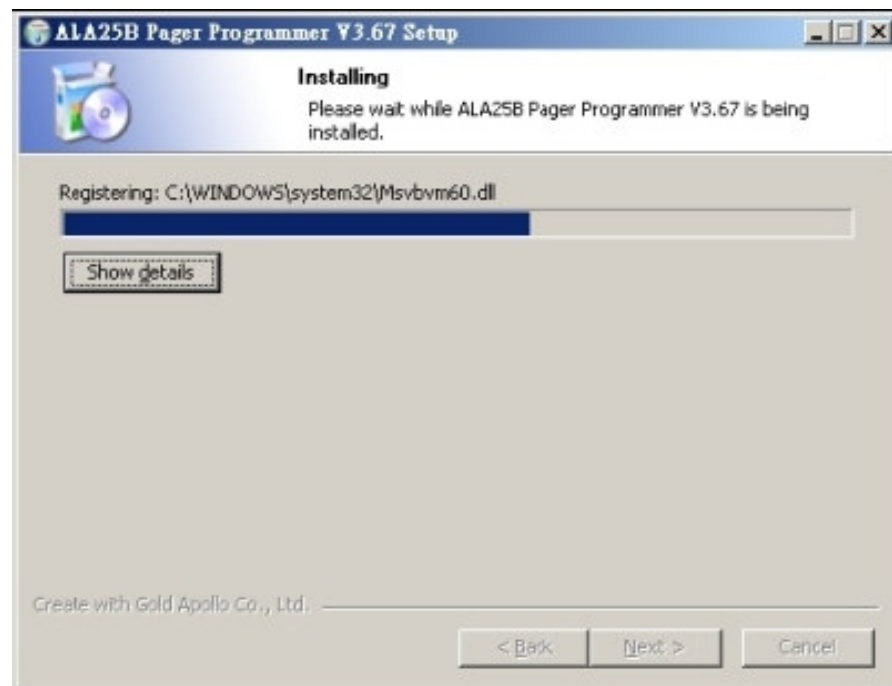 ALA25B Pager Programmer V3.67 Setup
Installing
Please wait while ALA25B Pager Programmer V3.67 is being
installed.
Registering: C:\WINDOWS\system32\Msvbvm60.dll
Show details
Create with Gold Apollo Co., Ltd.
< Back Next > Cancel